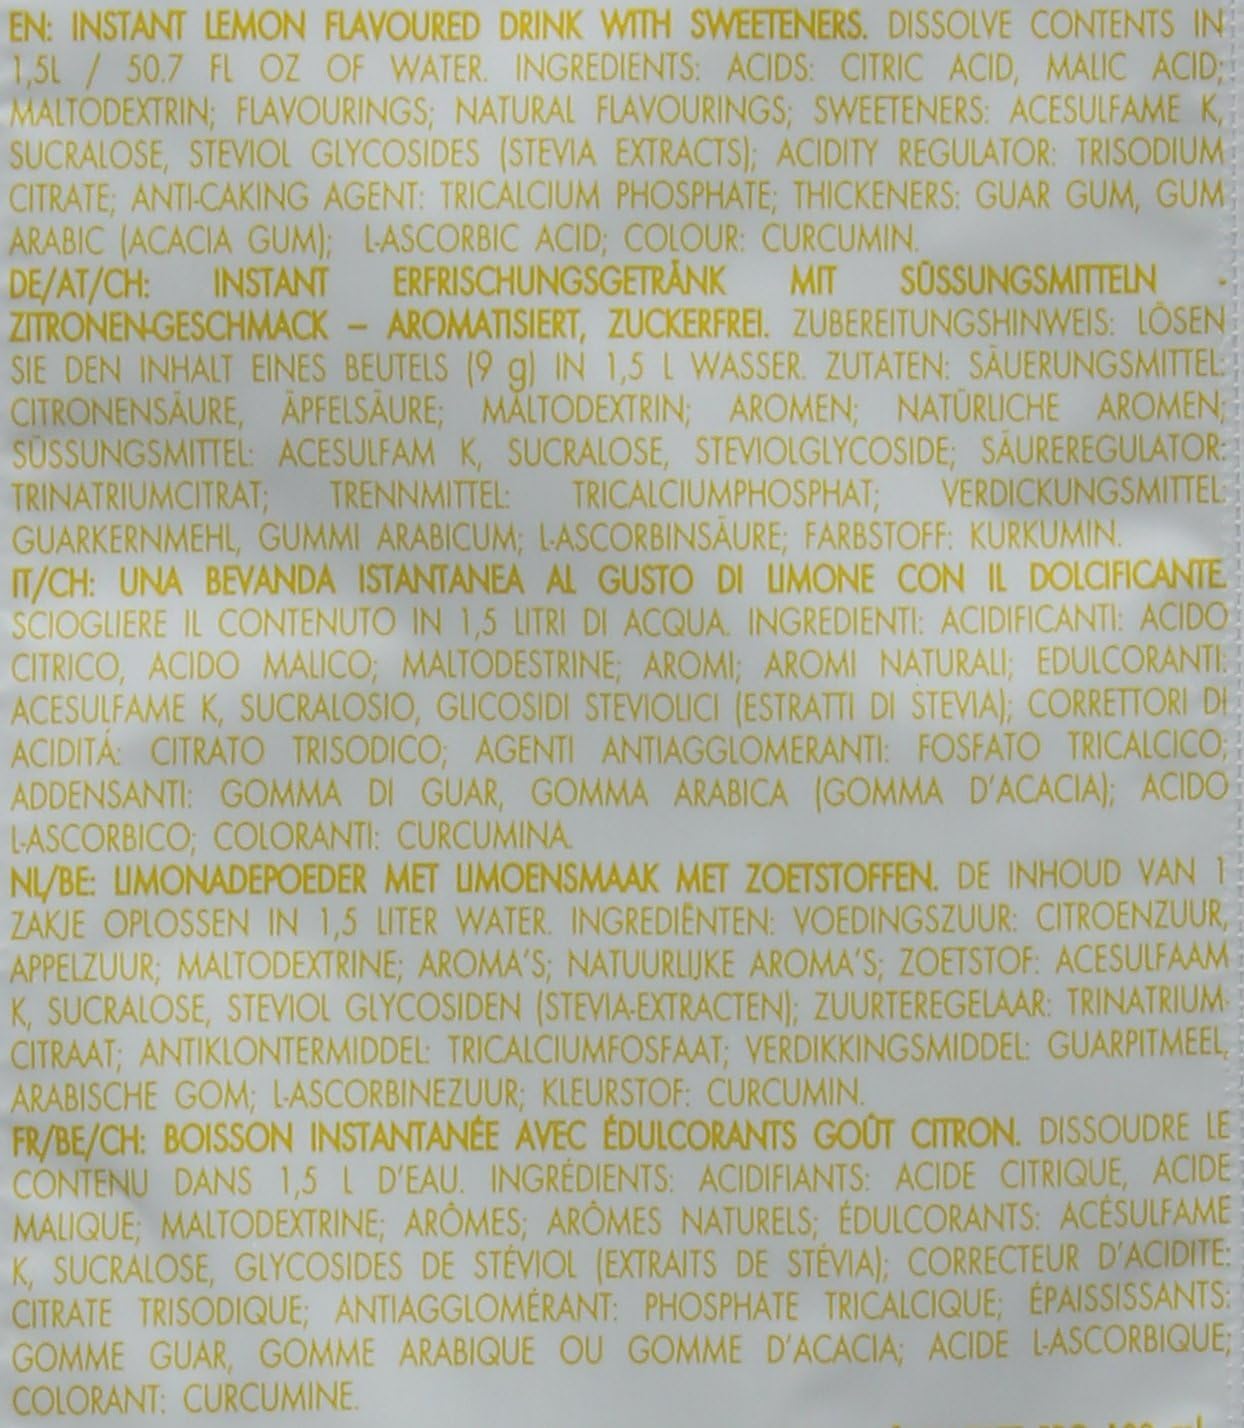 EN: INSTANT LEMON FLAVOURED DRINK WITH SWEETENERS. DISSOLVE CONTENTS IN
1,5L / 50.7 FL OZ OF WATER. INGREDIENTS: ACIDS: CITRIC ACID, MALIC ACID;
MALTODEXTRIN; FLAVOURINGS; NATURAL FLAVOURINGS; SWEETENERS: ACESULFAME K,
SUCRALOSE, STEVIOL GLYCOSIDES (STEVIA EXTRACTS); ACIDITY REGULATOR: TRISODIUM
CITRATE; ANTI-CAKING AGENT: TRICALCIUM PHOSPHATE; THICKENERS: GUAR GUM, GUM
ARABIC (ACACIA GUM); L-ASCORBIC ACID; COLOUR: CURCUMIN.
DE/AT/CH: INSTANT ERFRISCHUNGSGETRÄNK MIT SÜSSUNGSMITTELN -
ZITRONEN-GESCHMACK – AROMATISIERT, ZUCKERFREI. ZUBEREITUNGSHINWEIS: LÖSEN
SIE DEN INHALT EINES BEUTELS (9 g) IN 1,5 L WASSER. ZUTATEN: SÄUERUNGSMITTEL:
CITRONENSÄURE, ÄPFELSÄURE; MALTODEXTRIN; AROMEN; NATÜRLICHE AROMEN;
SÜSSUNGSMITTEL: ACESULFAM K, SUCRALOSE, STEVIOLGLYCOSIDE; SÄUREREGULATOR:
TRINATRIUMCITRAT; TRENNMITTEL: TRICALCIUMPHOSPHAT; VERDICKUNGSMITTEL:
GUARKERNMEHL, GUMMI ARABICUM; L-ASCORBINSÄURE; FARBSTOFF: KURKUMIN.
IT/CH: UNA BEVANDA ISTANTANEA AL GUSTO DI LIMONE CON IL DOLCIFICANTE.
SCIOGLIERE IL CONTENUTO IN 1,5 LITRI DI ACQUA. INGREDIENTI: ACIDIFICANTI: ACIDO
CITRICO, ACIDO MALICO; MALTODESTRINE; AROMI; AROMI NATURALI; EDULCORANTI:
ACESULFAME K, SUCRALOSIO, GLICOSIDI STEVIOLICI (ESTRATTI DI STEVIA); CORRETTORI DI
ACIDITÁ: CITRATO TRISODICO; AGENTI ANTIAGGLOMERANTI: FOSFATO TRICALCICO;
ADDENSANTI: GOMMA DI GUAR, GOMMA ARABICA (GOMMA D'ACACIA); ACIDO
L-ASCORBICO; COLORANTI: CURCUMINA.
NL/BE: LIMONADEPOEDER MET LIMOENSMAAK MET ZOETSTOFFEN. DE INHOUD VAN 1
ZAKJE OPLOSSEN IN 1,5 LITER WATER. INGREDIËNTEN: VOEDINGSZUUR: CITROENZUUR,
APPELZUUR; MALTODEXTRINE; AROMA'S; NATUURLIJKE AROMA'S; ZOETSTOF: ACESULFAAM
K, SUCRALOSE, STEVIOL GLYCOSIDEN (STEVIA-EXTRACTEN); ZUURTEREGELAAR: TRINATRIUM-
CITRAAT; ANTIKLONTERMIDDEL: TRICALCIUMFOSFAAT; VERDIKKINGSMIDDEL: GUARPITMEEL,
ARABISCHE GOM; L-ASCORBINEZUUR; KLEURSTOF: CURCUMIN.
FR/BE/CH: BOISSON INSTANTANÉE AVEC ÉDULCORANTS GOÛT CITRON. DISSOUDRE LE
CONTENU DANS 1,5 L D'EAU. INGRÉDIENTS: ACIDIFIANTS: ACIDE CITRIQUE, ACIDE
MALIQUE; MALTODEXTRINE; ARÔMES; ARÔMES NATURELS; ÉDULCORANTS: ACÉSULFAME
K, SUCRALOSE, GLYCOSIDES DE STÉVIOL (EXTRAITS DE STÉVIA); CORRECTEUR D'ACIDITE:
CITRATE TRISODIQUE; ANTIAGGLOMÉRANT: PHOSPHATE TRICALCIQUE; ÉPAISSISSANTS:
GOMME GUAR, GOMME ARABIQUE OU GOMME D'ACACIA; ACIDE L-ASCORBIQUE;
COLORANT: CURCUMINE.